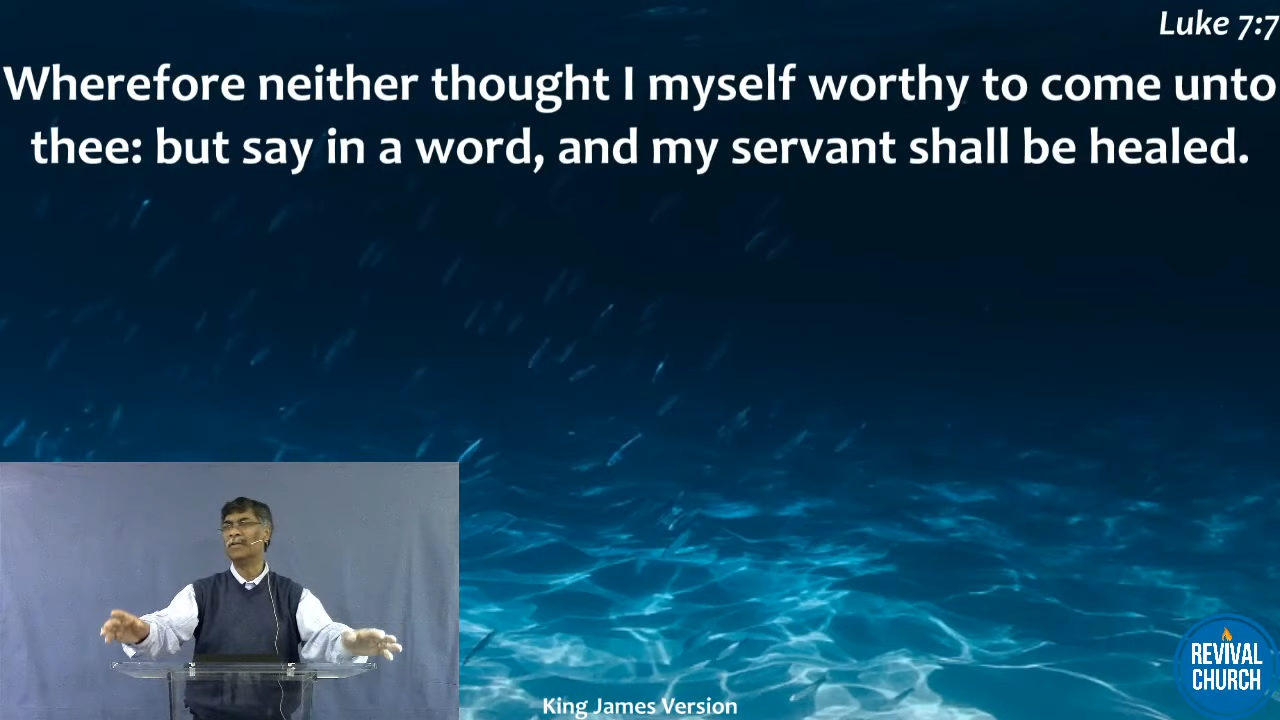 Luke 7:7
Wherefore neither thought I myself worthy to come unto
thee: but say in a word, and my servant shall be healed.
REVIVAL
CHURCH
King James Version